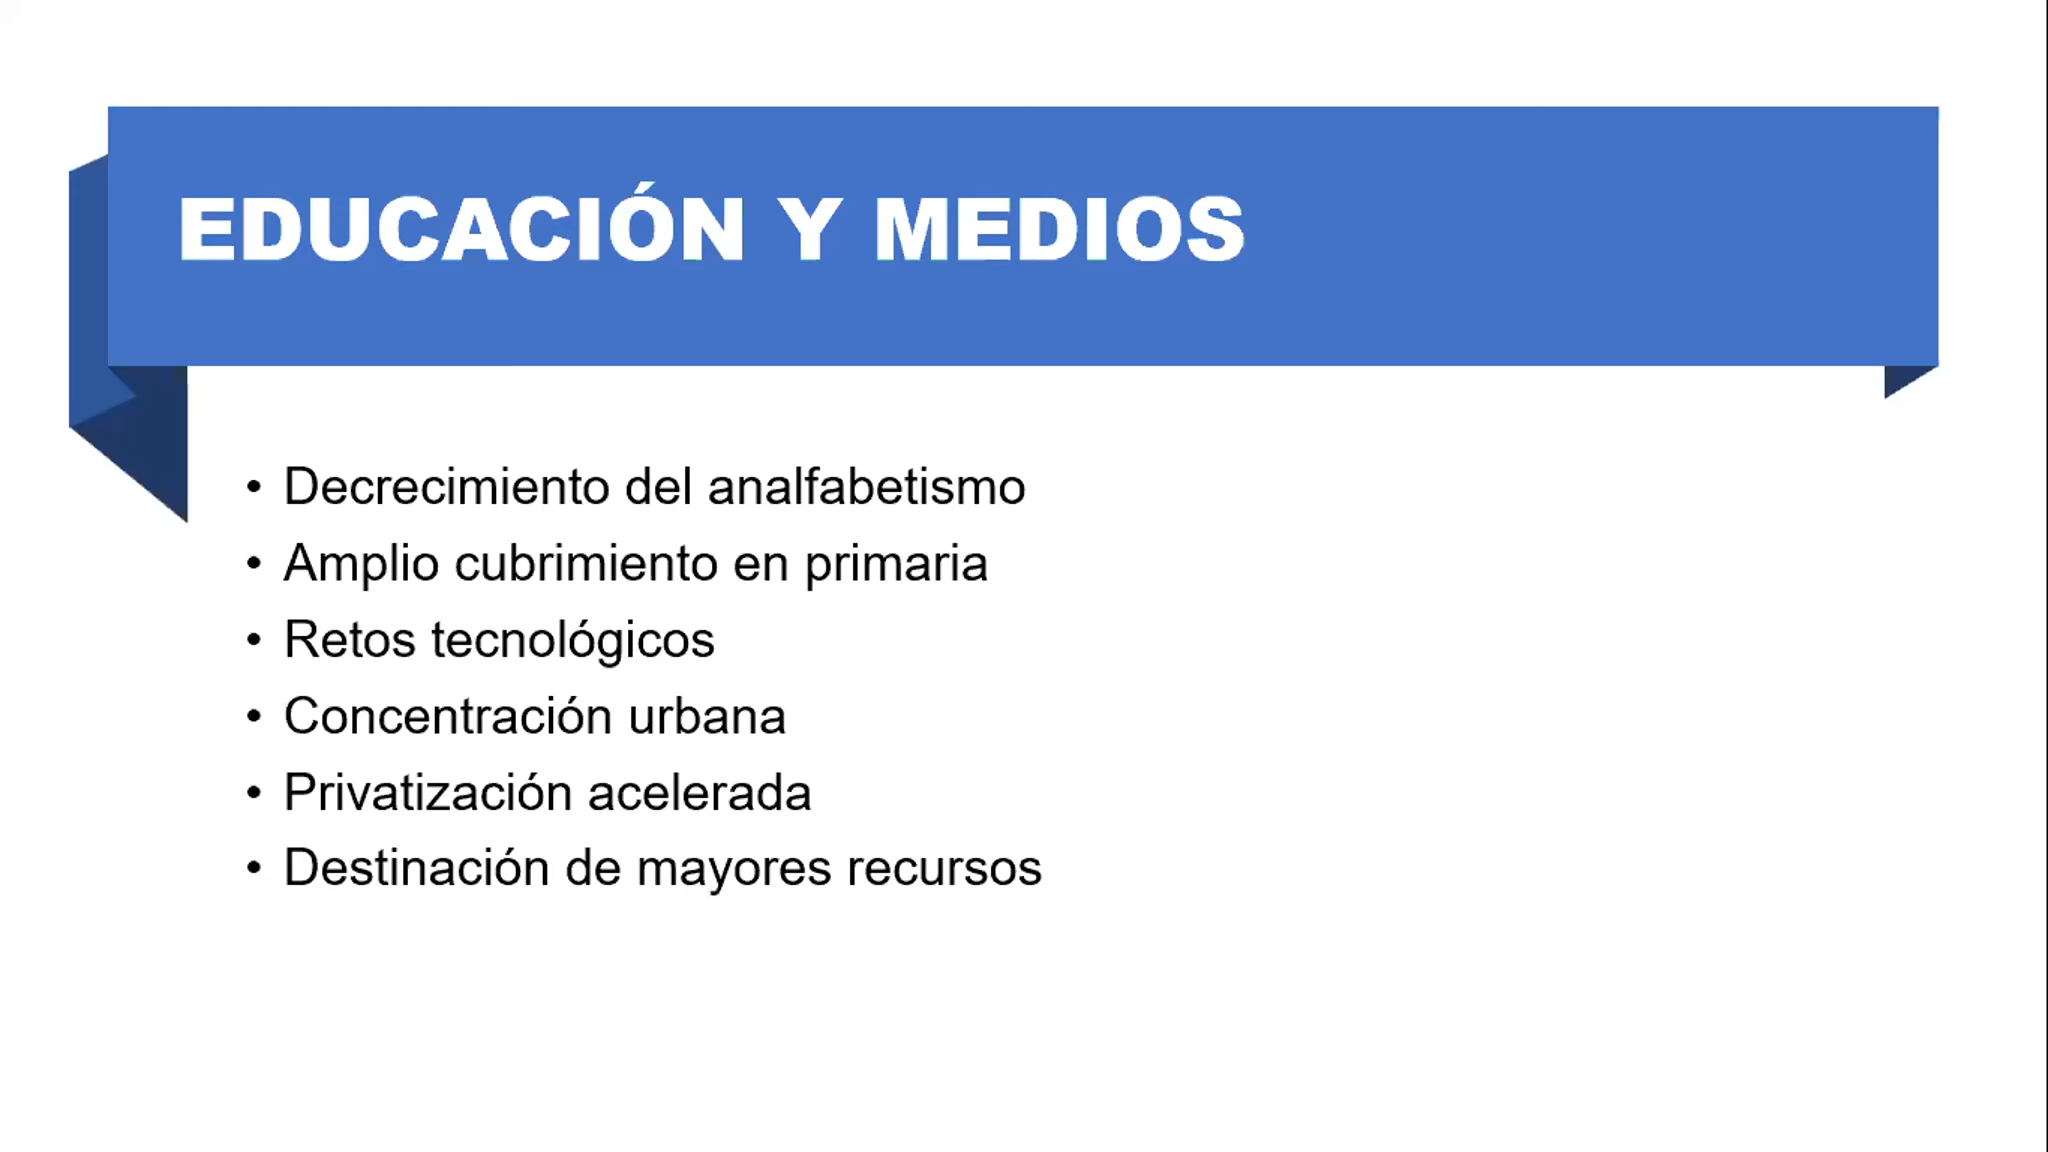 EDUCACIÓN Y MEDIOS
• Decrecimiento del analfabetismo
• Amplio cubrimiento en primaria
• Retos tecnológicos
• Concentración urbana
• Privatización acelerada
• Destinación de mayores recursos